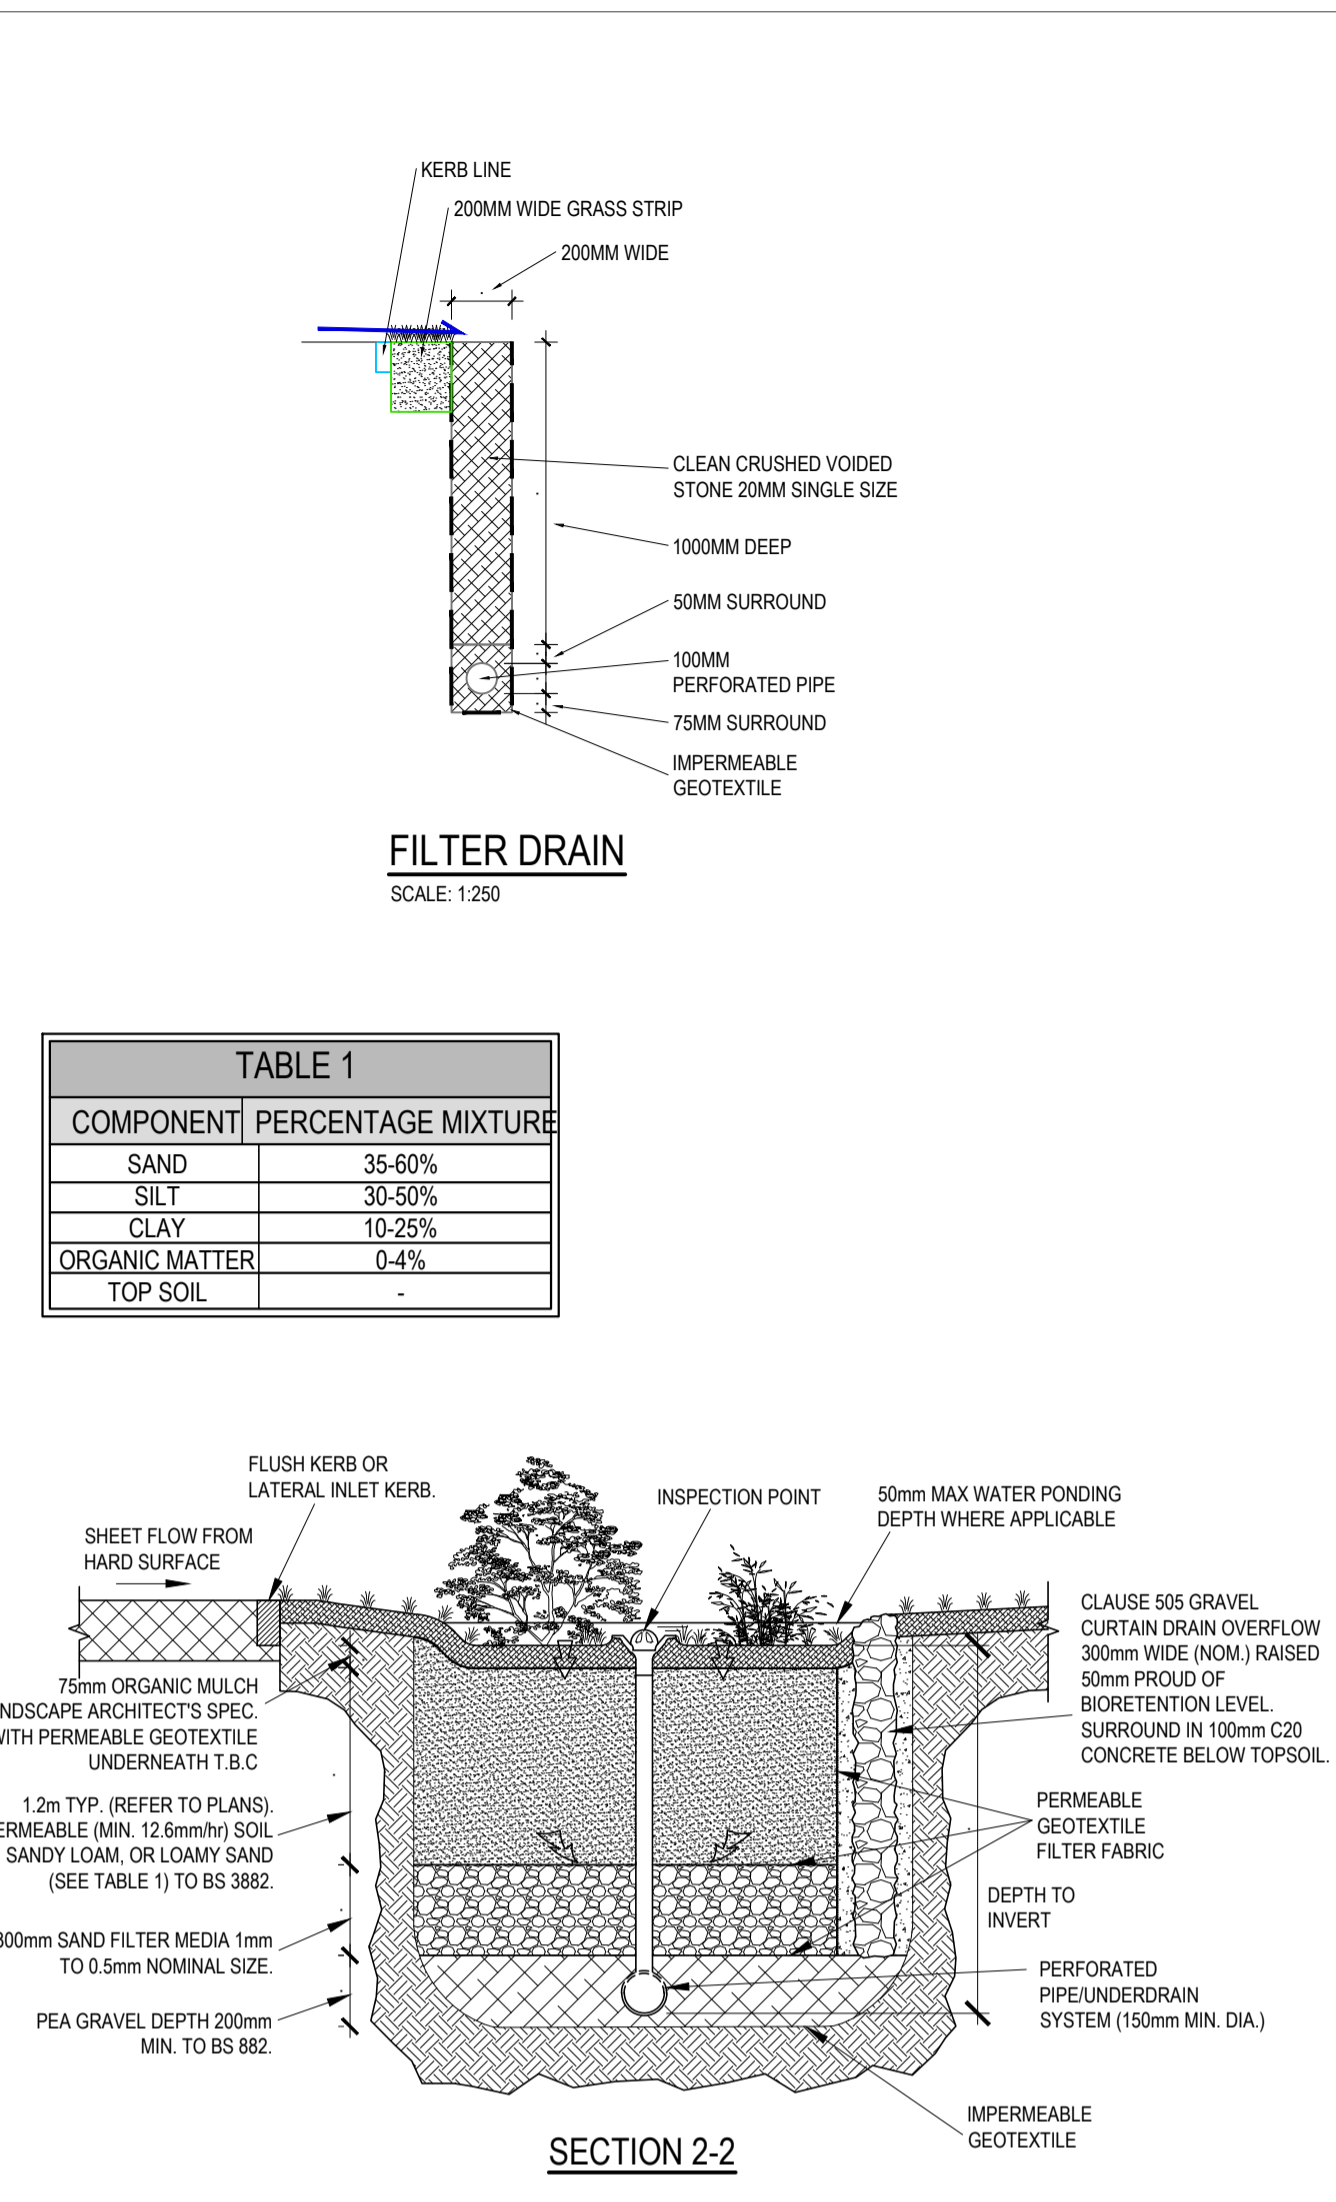 KERB LINE
200MM WIDE GRASS STRIP
200MM WIDE
CLEAN CRUSHED VOIDED
STONE 20MM SINGLE SIZE
1000MM DEEP
50MM SURROUND
100MM
PERFORATED PIPE
75MM SURROUND
IMPERMEABLE
GEOTEXTILE
FILTER DRAIN
SCALE: 1:250
TABLE 1
COMPONENT PERCENTAGE MIXTURE
SAND 35-60%
SILT 30-50%
CLAY 10-25%
ORGANIC MATTER 0-4%
TOP SOIL -
FLUSH KERB OR
LATERAL INLET KERB.
SHEET FLOW FROM
HARD SURFACE
INSPECTION POINT
50mm MAX WATER PONDING
DEPTH WHERE APPLICABLE
75mm ORGANIC MULCH
NDSCAPE ARCHITECT'S SPEC.
WITH PERMEABLE GEOTEXTILE
UNDERNEATH T.B.C
1.2m TYP. (REFER TO PLANS).
ERMEABLE (MIN. 12.6mm/hr) SOIL
SANDY LOAM, OR LOAMY SAND
(SEE TABLE 1) TO BS 3882.
300mm SAND FILTER MEDIA 1mm
TO 0.5mm NOMINAL SIZE.
PEA GRAVEL DEPTH 200mm
MIN. TO BS 882.
CLAUSE 505 GRAVEL
CURTAIN DRAIN OVERFLOW
300mm WIDE (NOM.) RAISED
50mm PROUD OF
BIORETENTION LEVEL.
SURROUND IN 100mm C20
CONCRETE BELOW TOPSOIL.
PERMEABLE
GEOTEXTILE
FILTER FABRIC
DEPTH TO
INVERT
PERFORATED
PIPE/UNDERDRAIN
SYSTEM (150mm MIN. DIA.)
IMPERMEABLE
GEOTEXTILE
SECTION 2-2